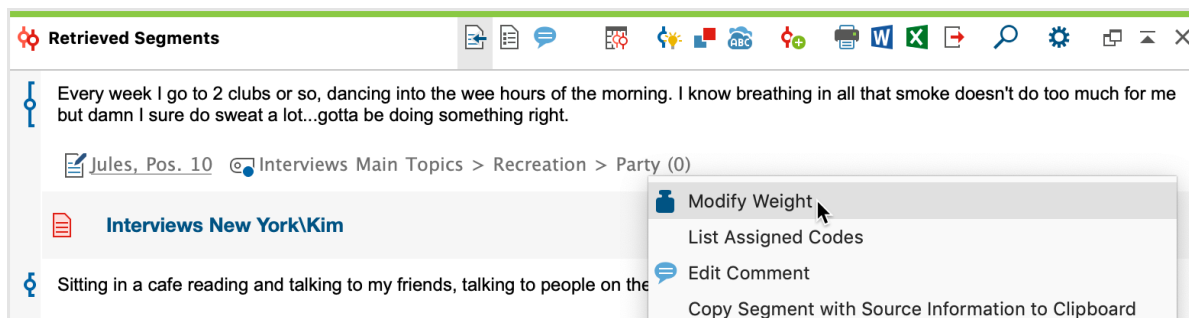 Retrieved Segments
ABC
W
X
Every week I go to 2 clubs or so, dancing into the wee hours of the morning. I know breathing in all that smoke doesn't do too much for me
but damn I sure do sweat a lot...gotta be doing something right.
Jules, Pos. 10 Interviews Main Topics > Recreation > Party (0)
Modify Weight
Interviews New York\Kim
List Assigned Codes
Edit Comment
Sitting in a cafe reading and talking to my friends, talking to people on the
Copy Segment with Source Information to Clipboard